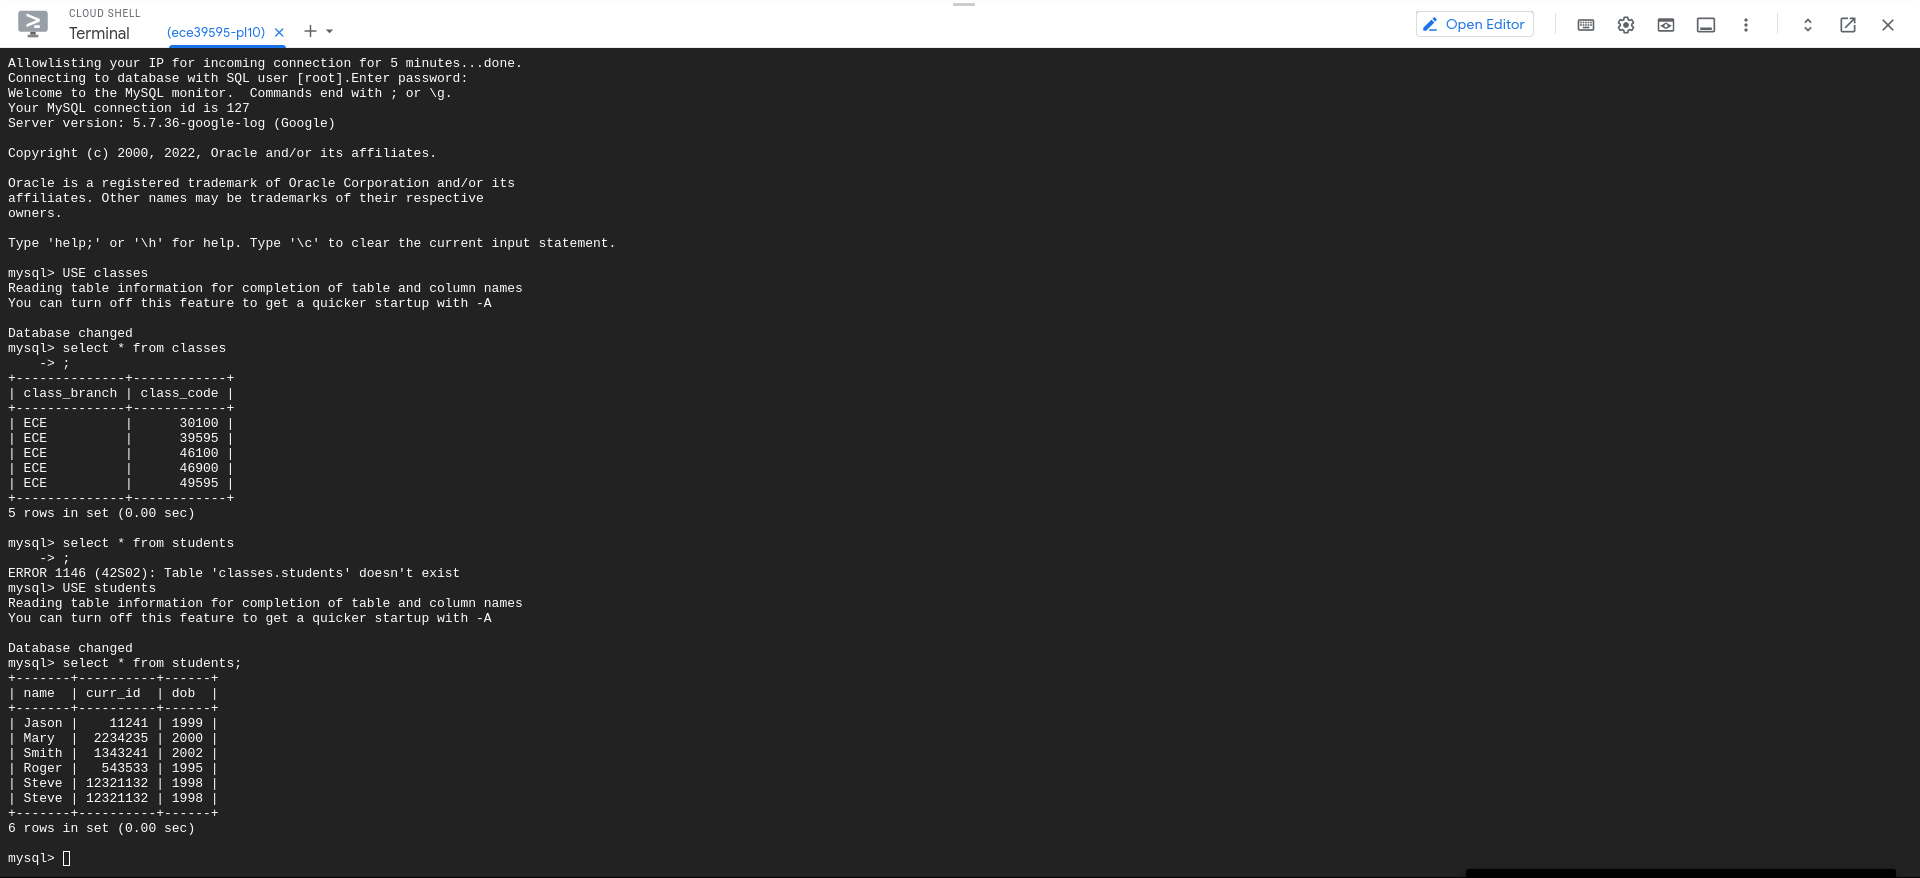 CLOUD SHELL
Terminal
(ece39595-pl10)
Open Editor
Allowlisting your IP for incoming connection for 5 minutes...done.
Connecting to database with SQL user [root].Enter password:
Welcome to the MySQL monitor.  Commands end with ; or \g.
Your MySQL connection id is 127
Server version: 5.7.36-google-log (Google)

Copyright (c) 2000, 2022, Oracle and/or its affiliates.

Oracle is a registered trademark of Oracle Corporation and/or its
affiliates. Other names may be trademarks of their respective
owners.

Type 'help;' or '\h' for help. Type '\c' to clear the current input statement.

mysql> USE classes
Reading table information for completion of table and column names
You can turn off this feature to get a quicker startup with -A

Database changed
mysql> select * from classes
    -> ;
+--------------+------------+
| class_branch | class_code |
+--------------+------------+
| ECE          |      30100 |
| ECE          |      39595 |
| ECE          |      46100 |
| ECE          |      46900 |
| ECE          |      49595 |
+--------------+------------+
5 rows in set (0.00 sec)

mysql> select * from students
    -> ;
ERROR 1146 (42S02): Table 'classes.students' doesn't exist
mysql> USE students
Reading table information for completion of table and column names
You can turn off this feature to get a quicker startup with -A

Database changed
mysql> select * from students;
+-------+----------+------+
| name  | curr_id  | dob  |
+-------+----------+------+
| Jason |    11241 | 1999 |
| Mary  |  2234235 | 2000 |
| Smith |  1343241 | 2002 |
| Roger |   543533 | 1995 |
| Steve | 12321132 | 1998 |
| Steve | 12321132 | 1998 |
+-------+----------+------+
6 rows in set (0.00 sec)

mysql>